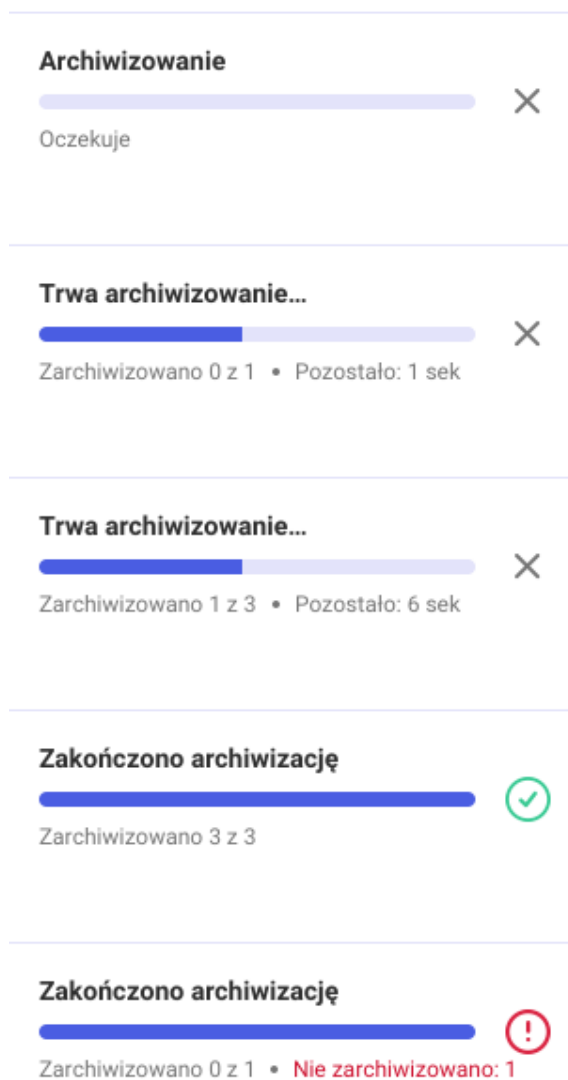 Archiwizowanie
Oczekuje
Trwa archiwizowanie...
Zarchiwizowano 0 z 1 • Pozostało: 1 sek
Trwa archiwizowanie...
Zarchiwizowano 1 z 3 • Pozostało: 6 sek
Zakończono archiwizację
Zarchiwizowano 3 z 3
Zakończono archiwizację
Zarchiwizowano 0 z 1 • Nie zarchiwizowano: 1